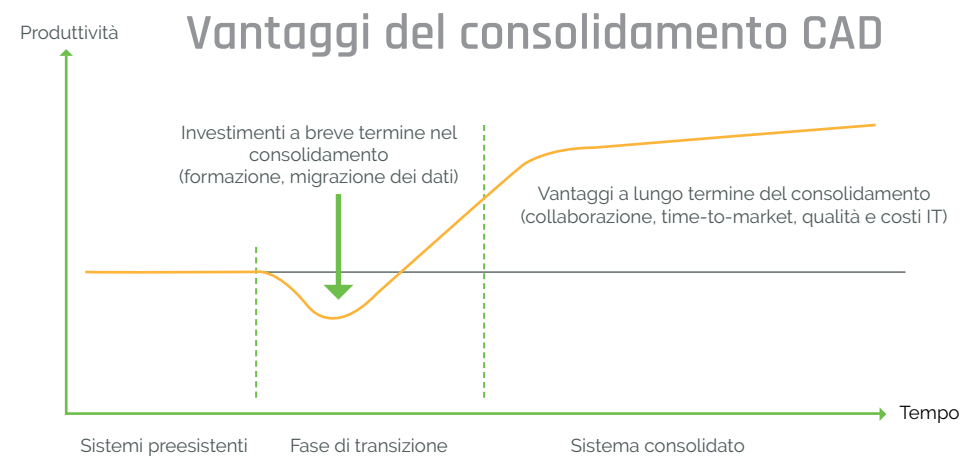 Vantaggi del consolidamento CAD
Produttività
Investimenti a breve termine nel
consolidamento
(formazione, migrazione dei dati)
Vantaggi a lungo termine del consolidamento
(collaborazione, time-to-market, qualità e costi IT)
Tempo
Sistemi preesistenti
Fase di transizione
Sistema consolidato